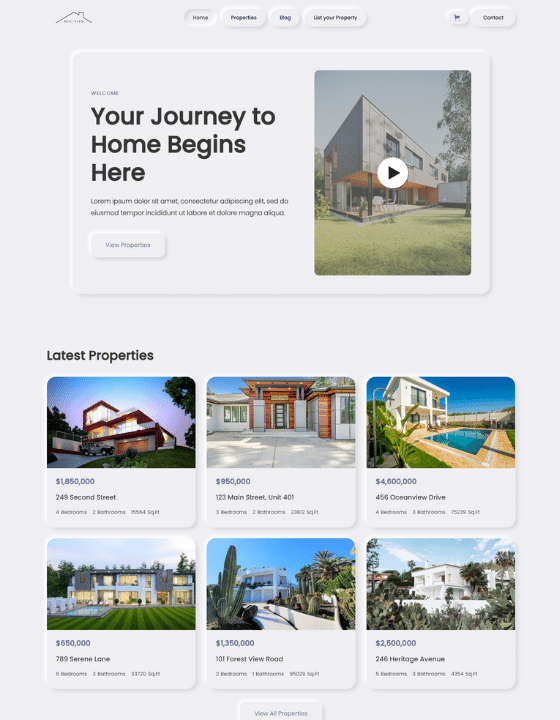 REAL VIEW
Home
Properties
Blog
List your Property
Contact
WELCOME
Your Journey to
Home Begins
Here
Lorem ipsum dolor sit amet, consectetur adipiscing elit, sed do
eiusmod tempor incididunt ut labore et dolore magna aliqua.
View Properties
Latest Properties
$1,850,000
249 Second Street
4 Bedrooms 2 Bathrooms 15564 Sq.Ft
$950,000
123 Main Street, Unit 401
3 Bedrooms 2 Bathrooms 23802 Sq.Ft
$4,600,000
456 Oceanview Drive
4 Bedrooms 3 Bathrooms 75239 Sq.Ft
$650,000
789 Serene Lane
6 Bedrooms 3 Bathrooms 33720 Sq.Ft
$1,350,000
101 Forest View Road
2 Bedrooms 1 Bathrooms 95029 Sq.Ft
$2,500,000
246 Heritage Avenue
5 Bedrooms 3 Bathrooms 4354 Sq.Ft
View All Properties